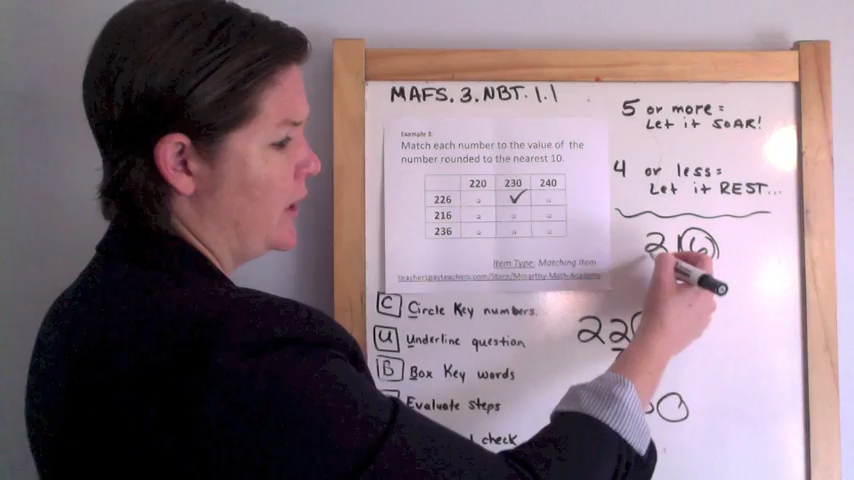 MAFS.3.NBT.1.1
Example 3:
Match each number to the value of the
number rounded to the nearest 10.
220 230 240
226 ✓
216
236
Item Type: Matching Item
teacherspayteachers.com/Store/Mccarthy-Math-Academy
C Circle Key numbers.
U Underline question
B Box Key words
Evaluate steps
check
5 or more =
Let it SOAR!
4 or less =
Let it REST...
216
22
0